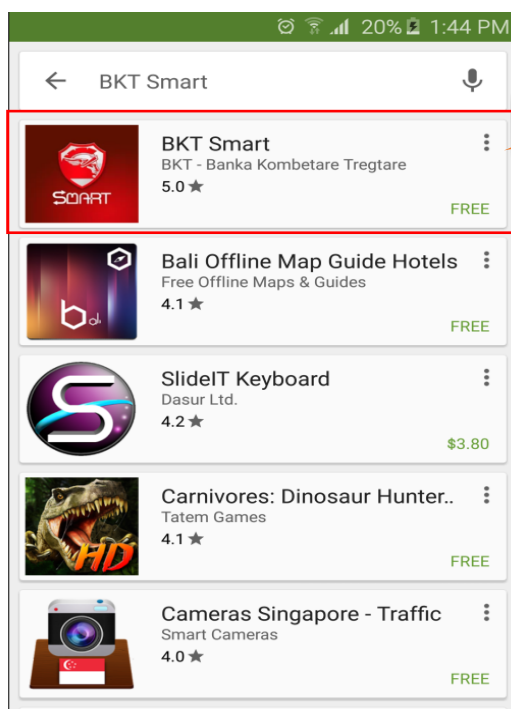 20% 1:44 PM
BKT Smart
BKT Smart
BKT - Banka Kombetare Tregtare
5.0★
FREE
SMART
Bali Offline Map Guide Hotels
Free Offline Maps & Guides
4.1★
FREE
b.ali
SlideIT Keyboard
Dasur Ltd.
4.2★
$3.80
S
Carnivores: Dinosaur Hunter..
Tatem Games
4.1★
FREE
HD
Cameras Singapore - Traffic
Smart Cameras
4.0★
FREE